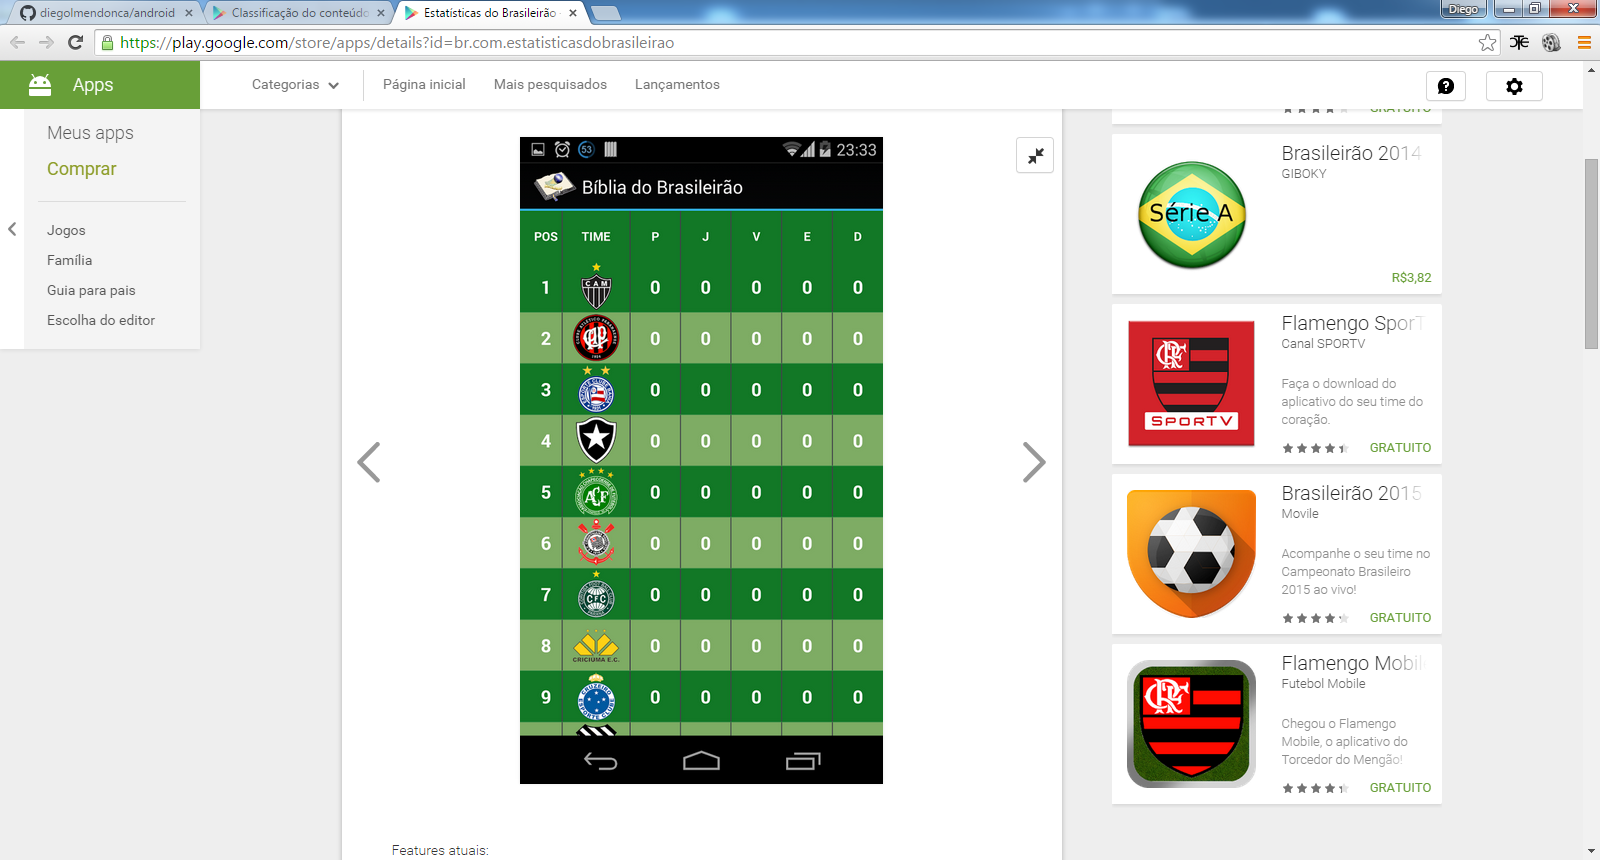 diegolmendonca/android
Classificação do conteúdo
Estatísticas do Brasileirão
Diego
https://play.google.com/store/apps/details?id=br.com.estatisticasdobrasileirao
Apps
Categorias
Página inicial
Mais pesquisados
Lançamentos
Meus apps
Comprar
Jogos
Família
Guia para pais
Escolha do editor
53
23:33
Bíblia do Brasileirão
POS TIME P J V E D
1 CAM 0 0 0 0 0
2 0 0 0 0 0
3 0 0 0 0 0
4 0 0 0 0 0
5 ACF 0 0 0 0 0
6 0 0 0 0 0
7 CFC 0 0 0 0 0
8 CRICIÚMA E.C. 0 0 0 0 0
9 CRUZEIRO ESPORTE CLUBE 0 0 0 0 0
Features atuais:
GRATUITO
Série A
Brasileirão 2014
GIBOKY
R$3,82
SPORTV
Flamengo SporT
Canal SPORTV
Faça o download do
aplicativo do seu time do
coração.
GRATUITO
Brasileirão 2015
Movile
Acompanhe o seu time no
Campeonato Brasileiro
2015 ao vivo!
GRATUITO
Flamengo Mobil
Futebol Mobile
Chegou o Flamengo
Mobile, o aplicativo do
Torcedor do Mengão!
GRATUITO